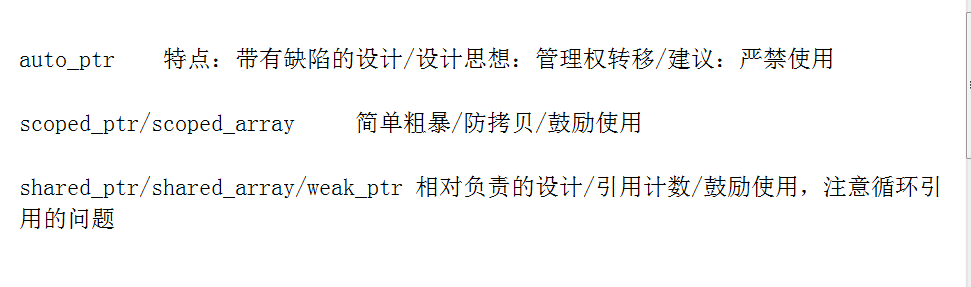 auto_ptr 特点：带有缺陷的设计/设计思想：管理权转移/建议：严禁使用
scoped_ptr/scoped_array 简单粗暴/防拷贝/鼓励使用
shared_ptr/shared_array/weak_ptr 相对负责的设计/引用计数/鼓励使用，注意循环引
用的问题